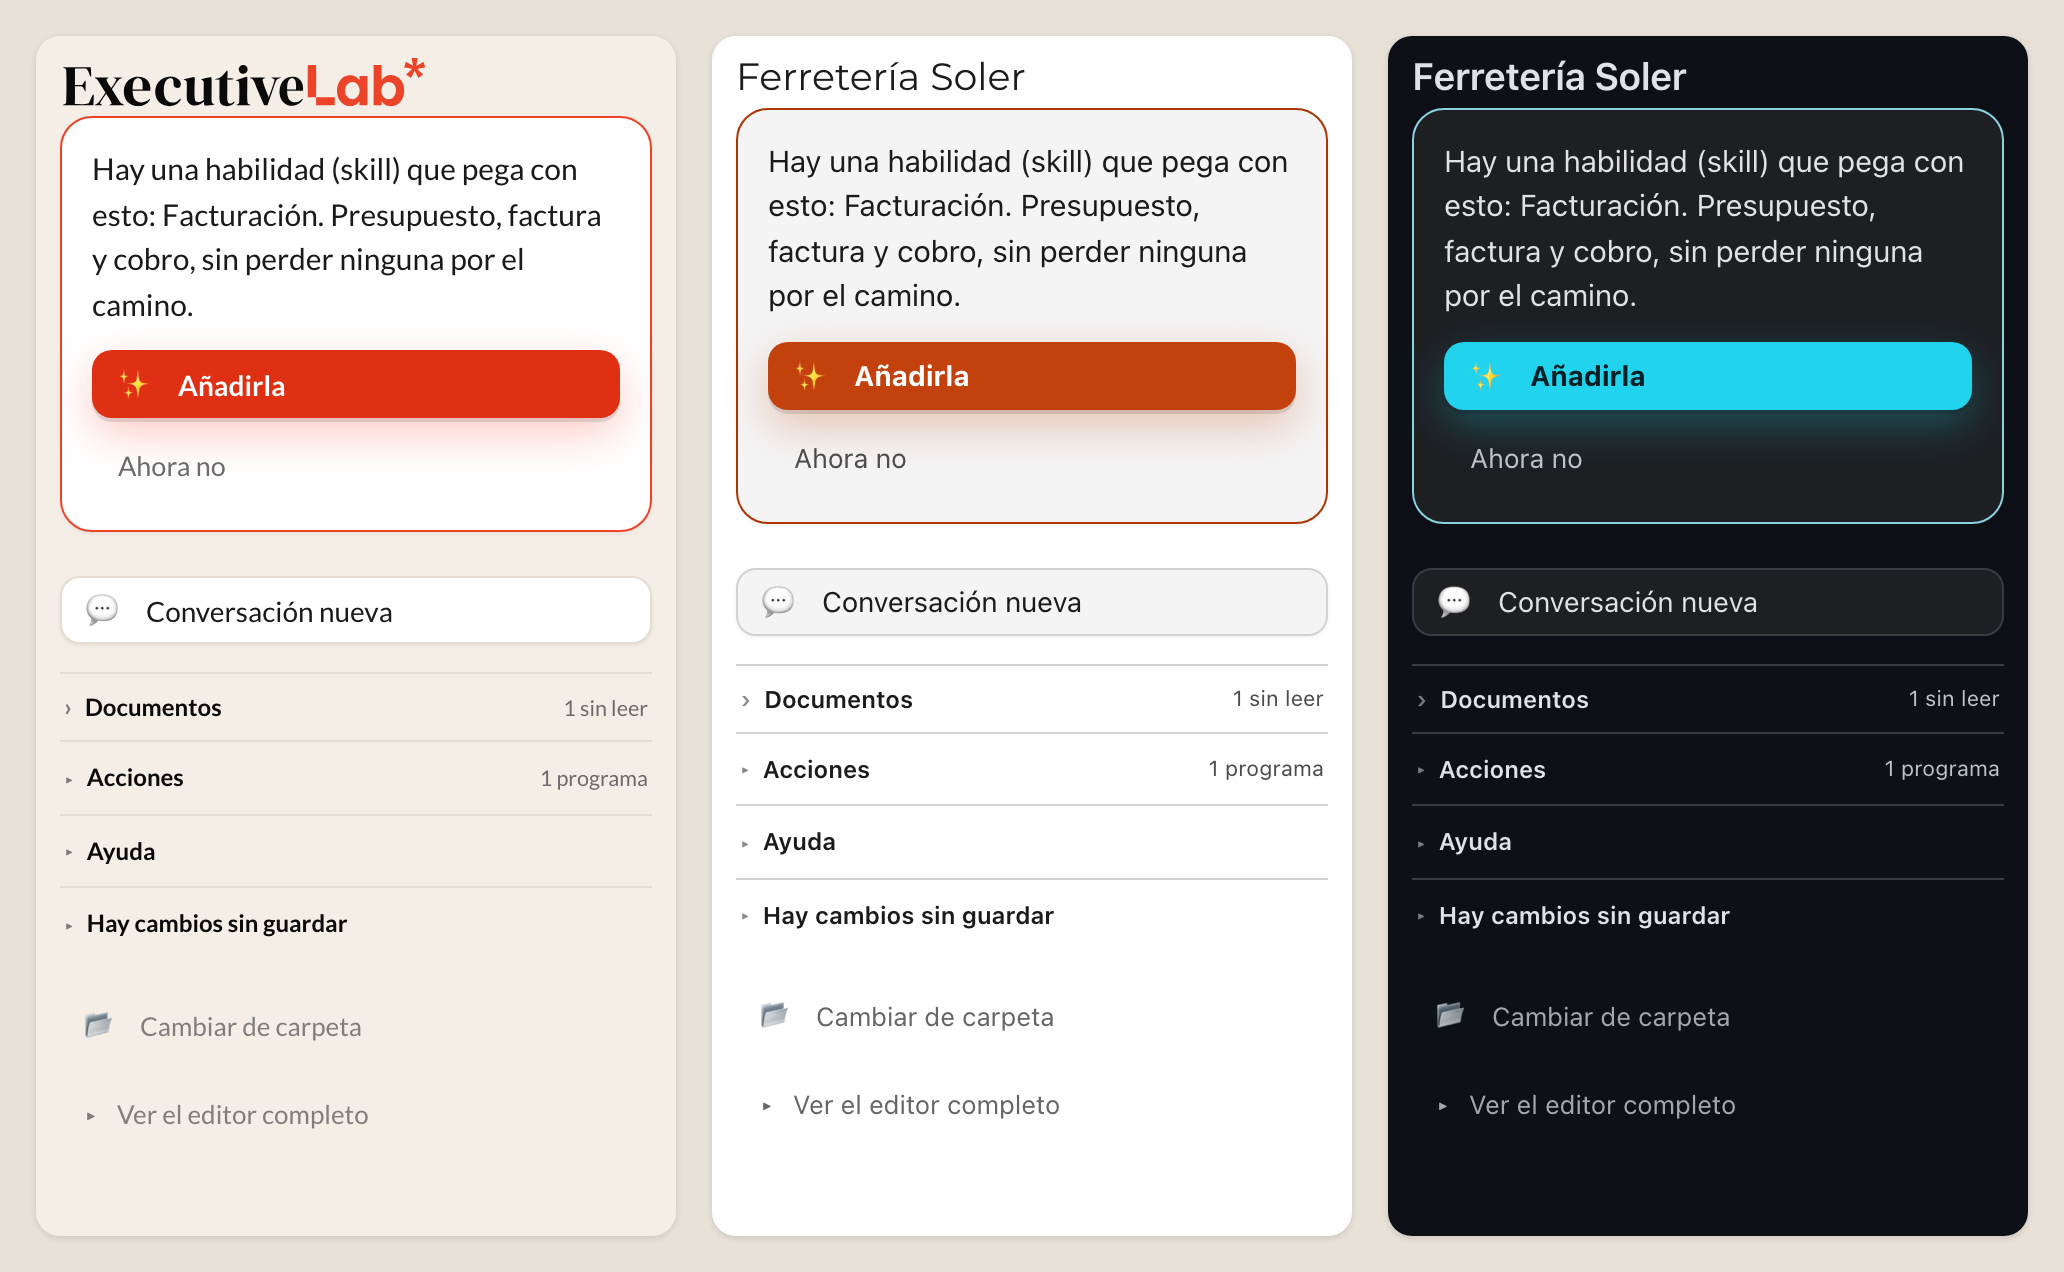 ExecutiveLab*
Hay una habilidad (skill) que pega con
esto: Facturación. Presupuesto, factura
y cobro, sin perder ninguna por el
camino.
Añadirla
Ahora no
Conversación nueva
Documentos 1 sin leer
Acciones 1 programa
Ayuda
Hay cambios sin guardar
Cambiar de carpeta
Ver el editor completo
Ferretería Soler
Hay una habilidad (skill) que pega con
esto: Facturación. Presupuesto,
factura y cobro, sin perder ninguna
por el camino.
Añadirla
Ahora no
Conversación nueva
Documentos 1 sin leer
Acciones 1 programa
Ayuda
Hay cambios sin guardar
Cambiar de carpeta
Ver el editor completo
Ferretería Soler
Hay una habilidad (skill) que pega con
esto: Facturación. Presupuesto,
factura y cobro, sin perder ninguna
por el camino.
Añadirla
Ahora no
Conversación nueva
Documentos 1 sin leer
Acciones 1 programa
Ayuda
Hay cambios sin guardar
Cambiar de carpeta
Ver el editor completo